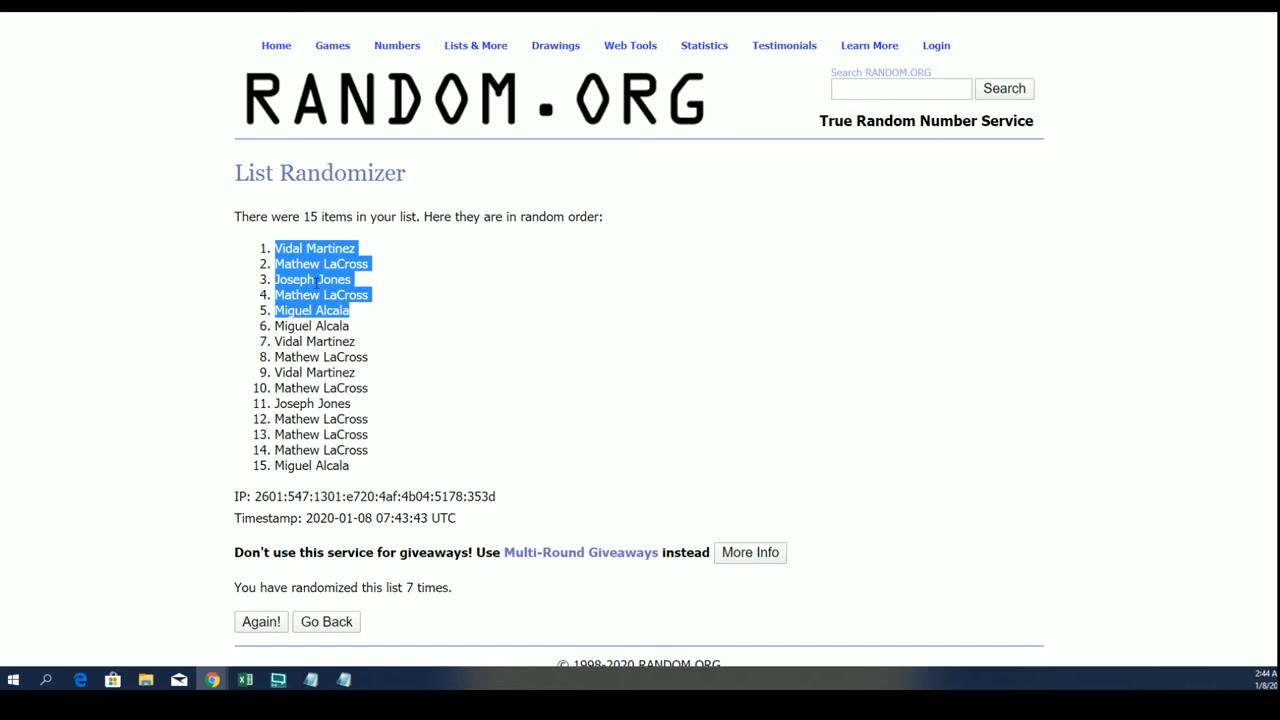 Home Games Numbers Lists & More Drawings Web Tools Statistics Testimonials Learn More Login
RANDOM.ORG
Search RANDOM.ORG
Search
True Random Number Service
List Randomizer
There were 15 items in your list. Here they are in random order:
1. Vidal Martinez
2. Mathew LaCross
3. Joseph Jones
4. Mathew LaCross
5. Miguel Alcala
6. Miguel Alcala
7. Vidal Martinez
8. Mathew LaCross
9. Vidal Martinez
10. Mathew LaCross
11. Joseph Jones
12. Mathew LaCross
13. Mathew LaCross
14. Mathew LaCross
15. Miguel Alcala
IP: 2601:547:1301:e720:4af:4b04:5178:353d
Timestamp: 2020-01-08 07:43:43 UTC
Don't use this service for giveaways! Use Multi-Round Giveaways instead More Info
You have randomized this list 7 times.
Again! Go Back
© 1998-2020 RANDOM.ORG
2:44 A
1/8/20